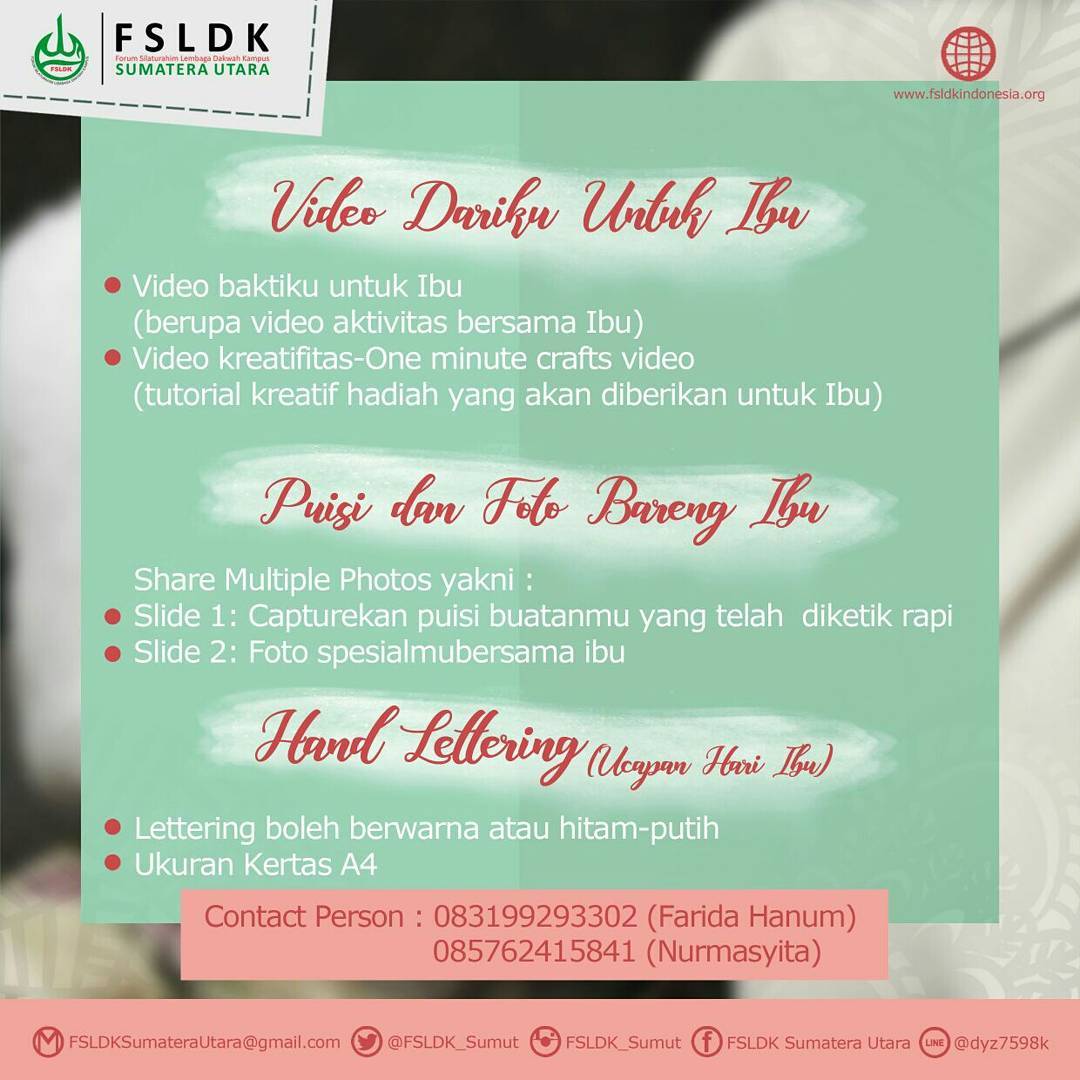 FSLDK
Forum Silaturahim Lembaga Dakwah Kampus
SUMATERA UTARA
FSLDK
www.fsldkindonesia.org
Video Dariku Untuk Ibu
Video baktiku untuk Ibu
(berupa video aktivitas bersama Ibu)
Video kreatifitas-One minute crafts video
(tutorial kreatif hadiah yang akan diberikan untuk Ibu)
Puisi dan Foto Bareng Ibu
Share Multiple Photos yakni :
Slide 1: Capturekan puisi buatanmu yang telah diketik rapi
Slide 2: Foto spesialmubersama ibu
Hand Lettering (Ucapan Hari Ibu)
Lettering boleh berwarna atau hitam-putih
Ukuran Kertas A4
Contact Person : 083199293302 (Farida Hanum)
085762415841 (Nurmasyita)
FSLDKSumateraUtara@gmail.com @FSLDK_Sumut FSLDK_Sumut FSLDK Sumatera Utara LINE @dyz7598k